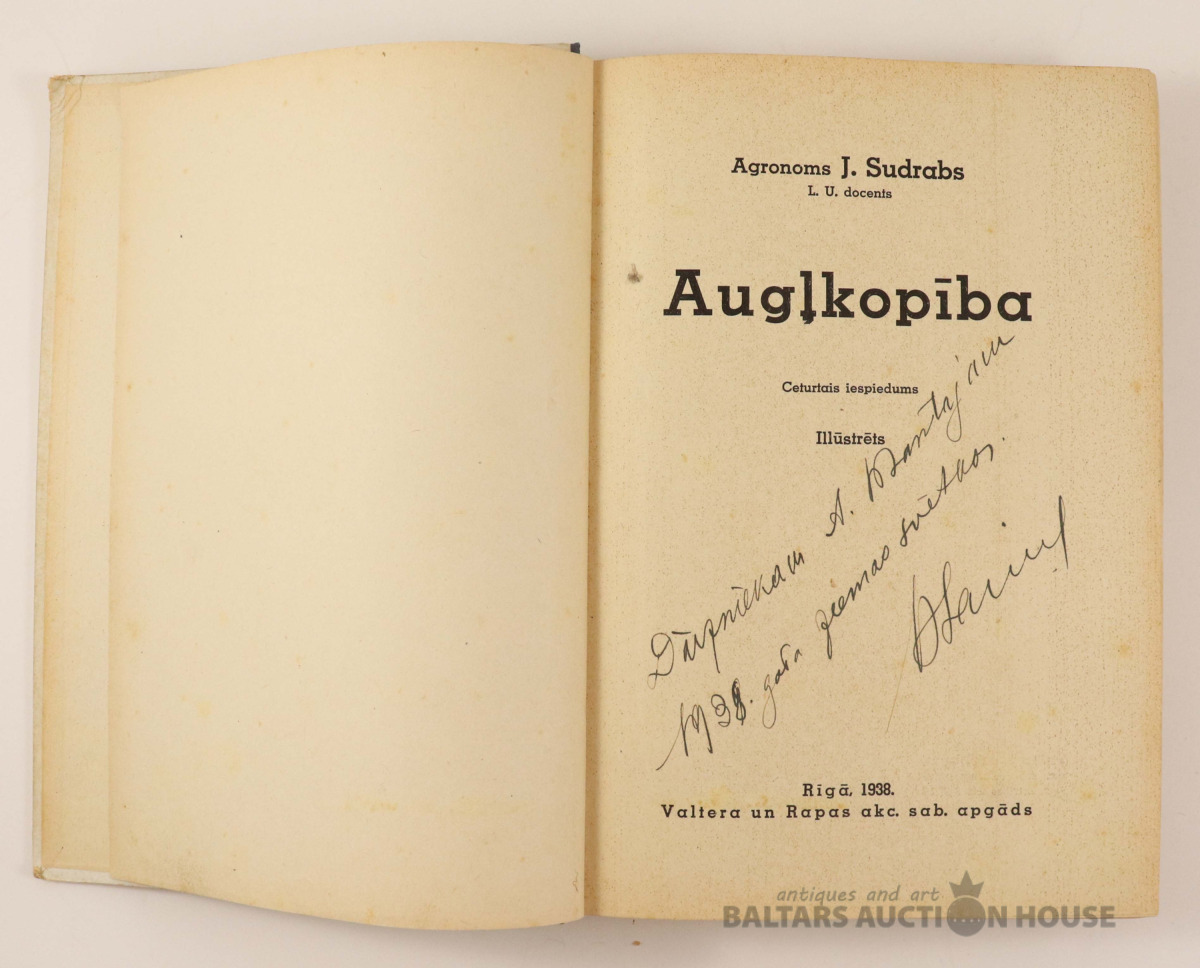 Agronoms J. Sudrabs
L. U. docents
Augļkopība
Ceturtais iespiedums
Illūstrēts
Dārzniekam A.
1938. gada ziemas svētkos.
Rīgā, 1938.
Valtera un Rapas akc. sab. apgāds
antiques and art
BALTARS AUCTION HOUSE